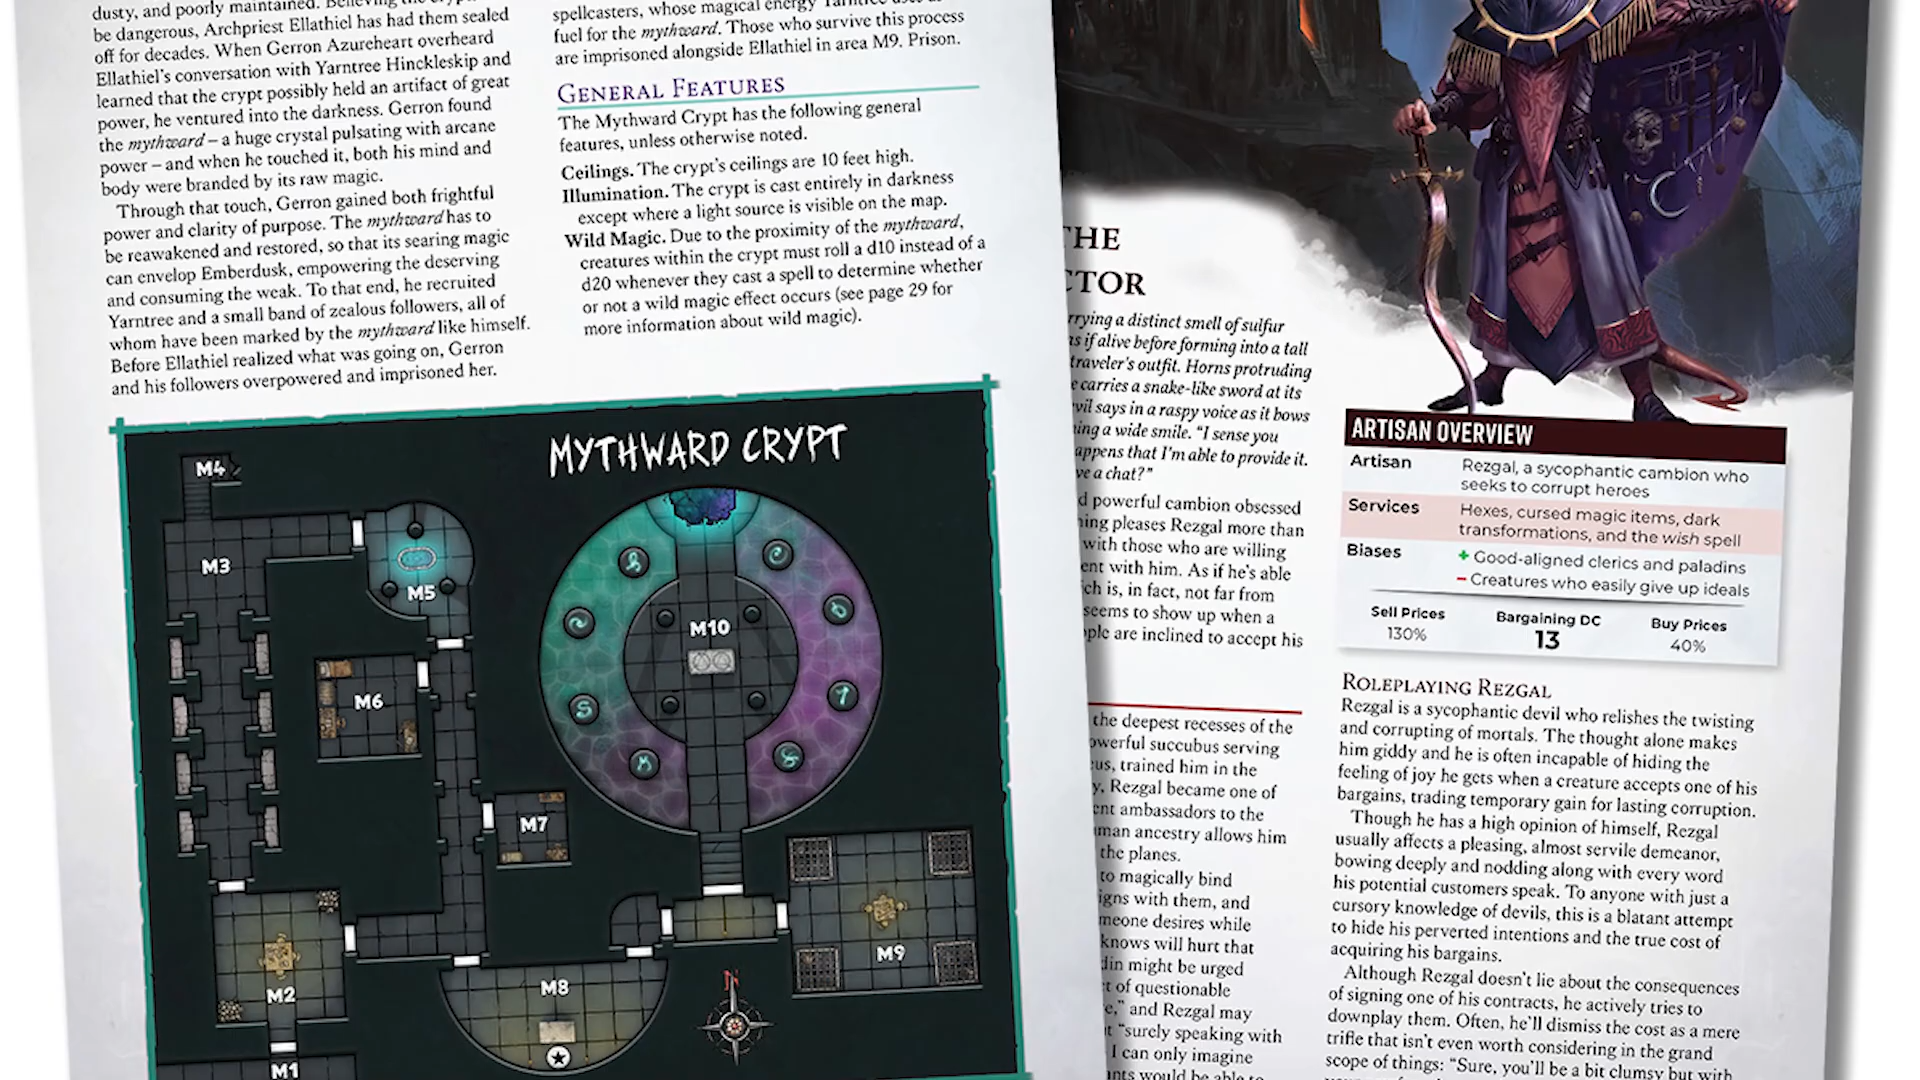 dusty, and poorly maintained. Believing the
be dangerous, Archpriest Ellathiel has had them sealed
off for decades. When Gerron Azureheart overheard
Ellathiel's conversation with Yarntree Hinckleskip and
learned that the crypt possibly held an artifact of great
power, he ventured into the darkness. Gerron found
the mythward – a huge crystal pulsating with arcane
power – and when he touched it, both his mind and
body were branded by its raw magic.
Through that touch, Gerron gained both frightful
power and clarity of purpose. The mythward has to
be reawakened and restored, so that its searing magic
can envelop Emberdusk, empowering the deserving
and consuming the weak. To that end, he recruited
Yarntree and a small band of zealous followers, all of
whom have been marked by the mythward like himself.
Before Ellathiel realized what was going on, Gerron
and his followers overpowered and imprisoned her.
spellcasters, whose magical energy Yarntree
fuel for the mythward. Those who survive this process
are imprisoned alongside Ellathiel in area M9. Prison.
GENERAL FEATURES
The Mythward Crypt has the following general
features, unless otherwise noted.
Ceilings. The crypt's ceilings are 10 feet high.
Illumination. The crypt is cast entirely in darkness
except where a light source is visible on the map.
Wild Magic. Due to the proximity of the mythward,
creatures within the crypt must roll a d10 instead of a
d20 whenever they cast a spell to determine whether
or not a wild magic effect occurs (see page 29 for
more information about wild magic).
MYTHWARD CRYPT
M4
M3
M5
M10
M6
M7
M9
M8
M2
M1
N
THE
CTOR
rrying a distinct smell of sulfur
as if alive before forming into a tall
traveler's outfit. Horns protruding
e carries a snake-like sword at its
vil says in a raspy voice as it bows
ning a wide smile. "I sense you
appens that I'm able to provide it.
ve a chat?"
d powerful cambion obsessed
ning pleases Rezgal more than
with those who are willing
ent with him. As if he's able
ch is, in fact, not far from
seems to show up when a
ople are inclined to accept his
the deepest recesses of the
owerful succubus serving
us, trained him in the
y, Rezgal became one of
ent ambassadors to the
uman ancestry allows him
the planes.
to magically bind
igns with them, and
meone desires while
knows will hurt that
din might be urged
t of questionable
e," and Rezgal may
t "surely speaking with
I can only imagine
nts would be able to
ARTISAN OVERVIEW
Artisan Rezgal, a sycophantic cambion who
seeks to corrupt heroes
Services Hexes, cursed magic items, dark
transformations, and the wish spell
Biases + Good-aligned clerics and paladins
– Creatures who easily give up ideals
Sell Prices Bargaining DC Buy Prices
130% 13 40%
ROLEPLAYING REZGAL
Rezgal is a sycophantic devil who relishes the twisting
and corrupting of mortals. The thought alone makes
him giddy and he is often incapable of hiding the
feeling of joy he gets when a creature accepts one of his
bargains, trading temporary gain for lasting corruption.
Though he has a high opinion of himself, Rezgal
usually affects a pleasing, almost servile demeanor,
bowing deeply and nodding along with every word
his potential customers speak. To anyone with just a
cursory knowledge of devils, this is a blatant attempt
to hide his perverted intentions and the true cost of
acquiring his bargains.
Although Rezgal doesn't lie about the consequences
of signing one of his contracts, he actively tries to
downplay them. Often, he'll dismiss the cost as a mere
trifle that isn't even worth considering in the grand
scope of things: "Sure, you'll be a bit clumsy but with